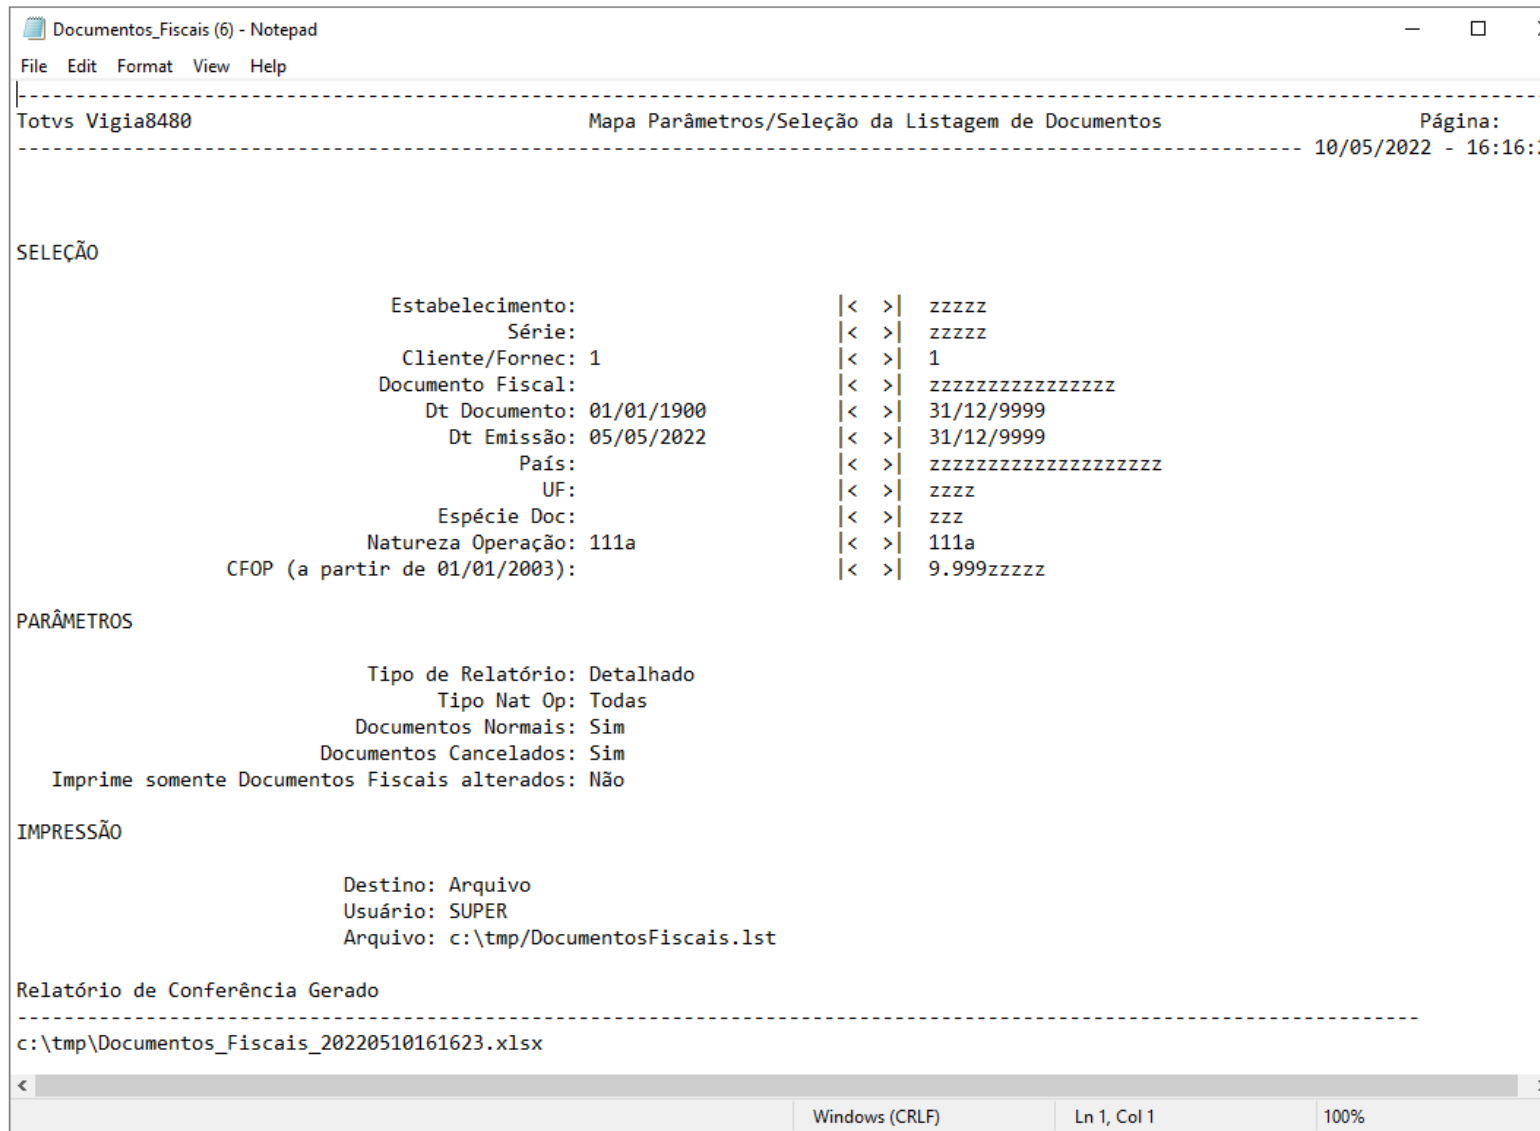 Documentos_Fiscais (6) - Notepad
File Edit Format View Help
--------------------------------------------------------------------------------------------------------------------------------
Totvs Vigia8480 Mapa Parâmetros/Seleção da Listagem de Documentos Página:
-------------------------------------------------------------------------------------------------------------- 10/05/2022 - 16:16:
SELEÇÃO
Estabelecimento: |< >| zzzzz
Série: |< >| zzzzz
Cliente/Fornec: 1 |< >| 1
Documento Fiscal: |< >| zzzzzzzzzzzzzzzz
Dt Documento: 01/01/1900 |< >| 31/12/9999
Dt Emissão: 05/05/2022 |< >| 31/12/9999
País: |< >| zzzzzzzzzzzzzzzzzzzz
UF: |< >| zzzz
Espécie Doc: |< >| zzz
Natureza Operação: 111a |< >| 111a
CFOP (a partir de 01/01/2003): |< >| 9.999zzzzz
PARÂMETROS
Tipo de Relatório: Detalhado
Tipo Nat Op: Todas
Documentos Normais: Sim
Documentos Cancelados: Sim
Imprime somente Documentos Fiscais alterados: Não
IMPRESSÃO
Destino: Arquivo
Usuário: SUPER
Arquivo: c:\tmp/DocumentosFiscais.lst
Relatório de Conferência Gerado
------------------------------------------------------------------------------------------------------------------------
c:\tmp\Documentos_Fiscais_20220510161623.xlsx
Windows (CRLF) Ln 1, Col 1 100%